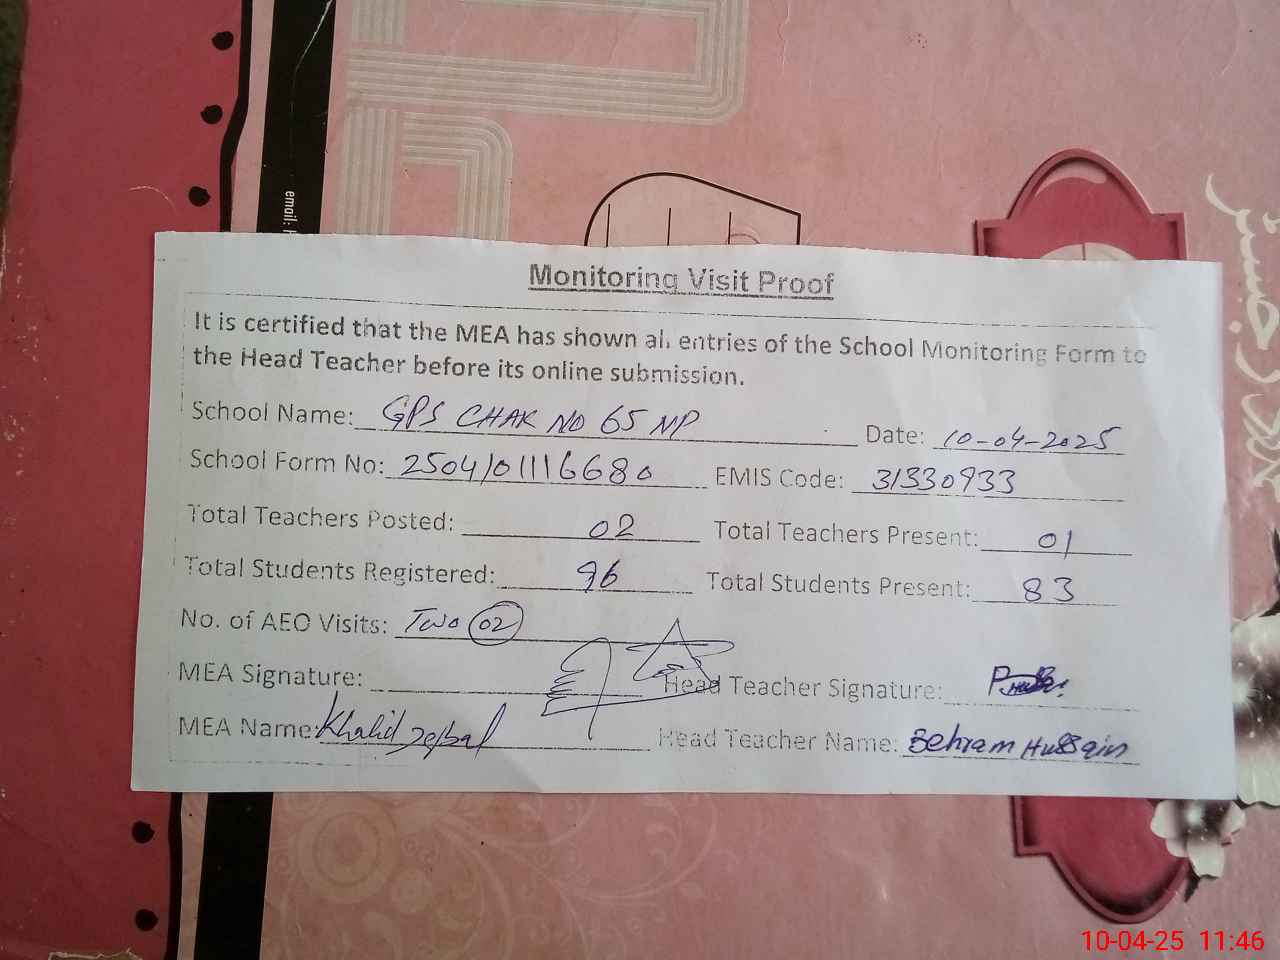 email:
Monitoring Visit Proof
It is certified that the MEA has shown all entries of the School Monitoring Form to
the Head Teacher before its online submission.
School Name: GPS CHAK NO 65 NP Date: 10-04-2025
School Form No: 2504101116680 EMIS Code: 31330933
Total Teachers Posted: 02 Total Teachers Present: 01
Total Students Registered: 96 Total Students Present: 83
No. of AEO Visits: Two 02
MEA Signature: Head Teacher Signature:
MEA Name: Khalid Iqbal Head Teacher Name: Behram Hussain
10-04-25 11:46